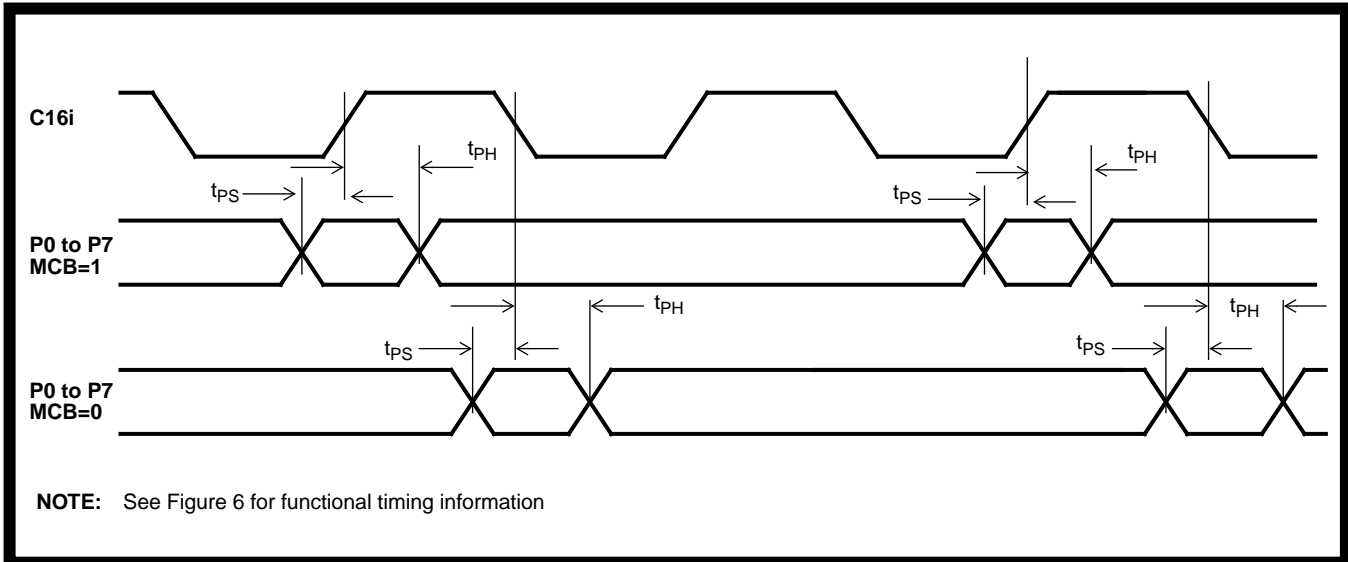 C16i
tPH
tPH
tPS
tPS
P0 to P7
MCB=1
tPH
tPH
tPS
tPS
P0 to P7
MCB=0
NOTE: See Figure 6 for functional timing information